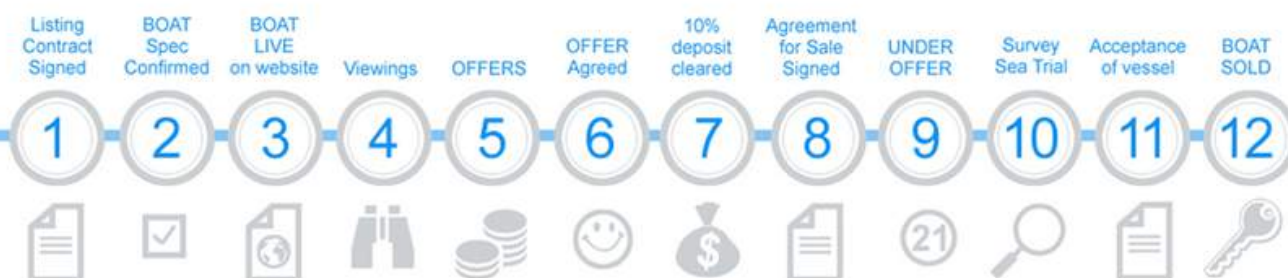 Listing
Contract
Signed
BOAT
Spec
Confirmed
BOAT
LIVE
on website
Viewings
OFFERS
OFFER
Agreed
10%
deposit
cleared
Agreement
for Sale
Signed
UNDER
OFFER
Survey
Sea Trial
Acceptance
of vessel
BOAT
SOLD
1 2 3 4 5 6 7 8 9 10 11 12
$
21